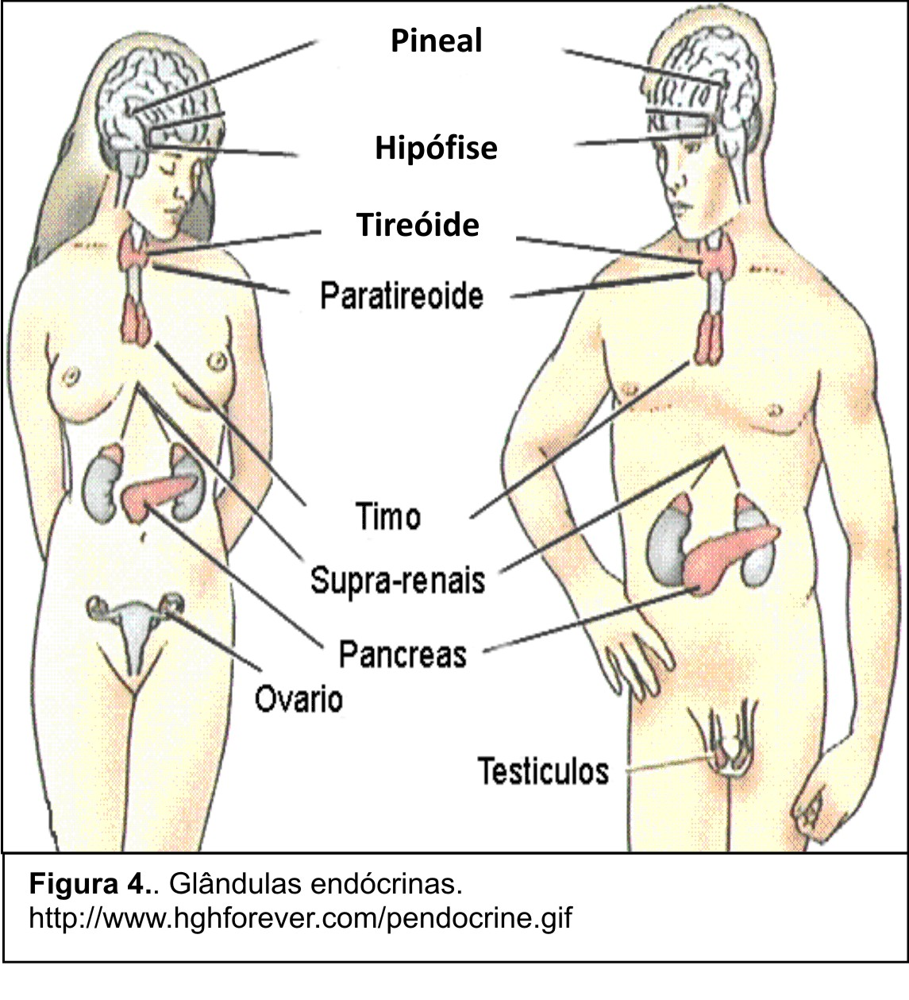 Pineal
Hipófise
Tireóide
Paratireoide
Timo
Supra-renais
Pancreas
Ovario
Testiculos
Figura 4.. Glândulas endócrinas.
http://www.hghforever.com/pendocrine.gif